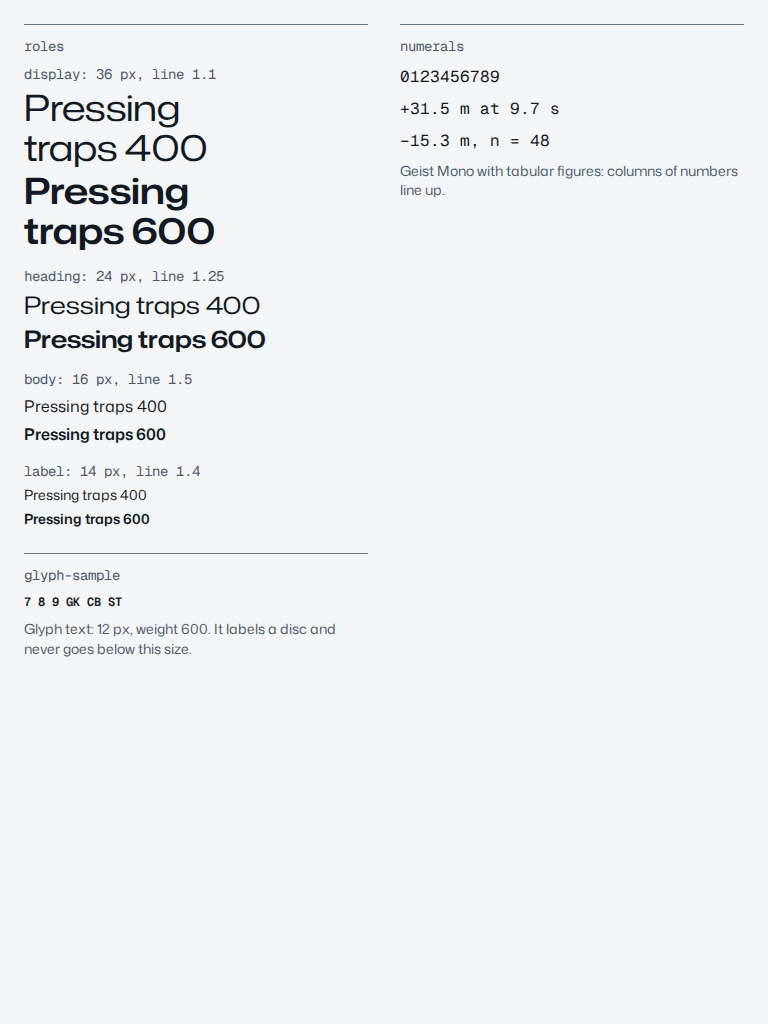 roles
display: 36 px, line 1.1
Pressing
traps 400
Pressing
traps 600
heading: 24 px, line 1.25
Pressing traps 400
Pressing traps 600
body: 16 px, line 1.5
Pressing traps 400
Pressing traps 600
label: 14 px, line 1.4
Pressing traps 400
Pressing traps 600
glyph-sample
7 8 9 GK CB ST
Glyph text: 12 px, weight 600. It labels a disc and
never goes below this size.
numerals
0123456789
+31.5 m at 9.7 s
−15.3 m, n = 48
Geist Mono with tabular figures: columns of numbers
line up.